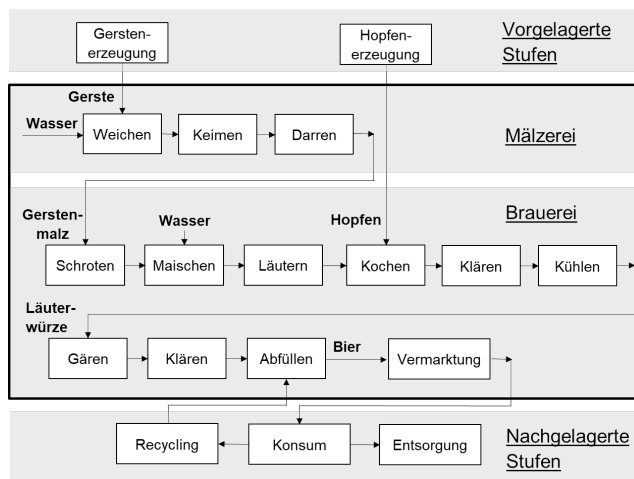 Gersten-
erzeugung
Hopfen-
erzeugung
Vorgelagerte
Stufen
Gerste
Wasser
Weichen
Keimen
Darren
Mälzerei
Gersten-
malz
Wasser
Hopfen
Brauerei
Schroten
Maischen
Läutern
Kochen
Klären
Kühlen
Läuter-
würze
Bier
Gären
Klären
Abfüllen
Vermarktung
Recycling
Konsum
Entsorgung
Nachgelagerte
Stufen